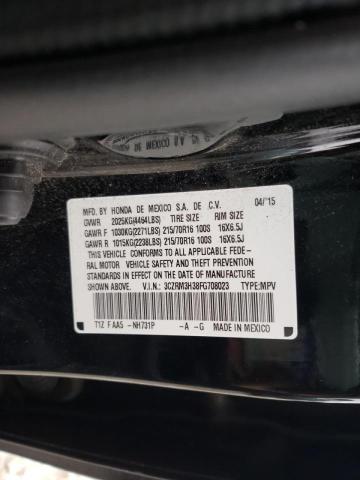 MFD. BY HONDA DE MEXICO S.A. DE .C.V. 04/15
GVWR 2025KG(4464LBS) TIRE SIZE RIM SIZE
GAWR F 1030KG(2271LBS) 215/70R16 100S 16X6.5J
GAWR R 1015KG(2238LBS) 215/70R16 100S 16X6.5J
THIS VEHICLE CONFORMS TO ALL APPLICABLE FEDE-
RAL MOTOR VEHICLE SAFETY AND THEFT PREVENTION
STANDARDS IN EFFECT ON THE DATE OF MANUFACTURE
SHOWN ABOVE. V.I.N.: 3CZRM3H38FG708023 TYPE:MPV
T1Z F AA5 -NH731P -A -G MADE IN MEXICO